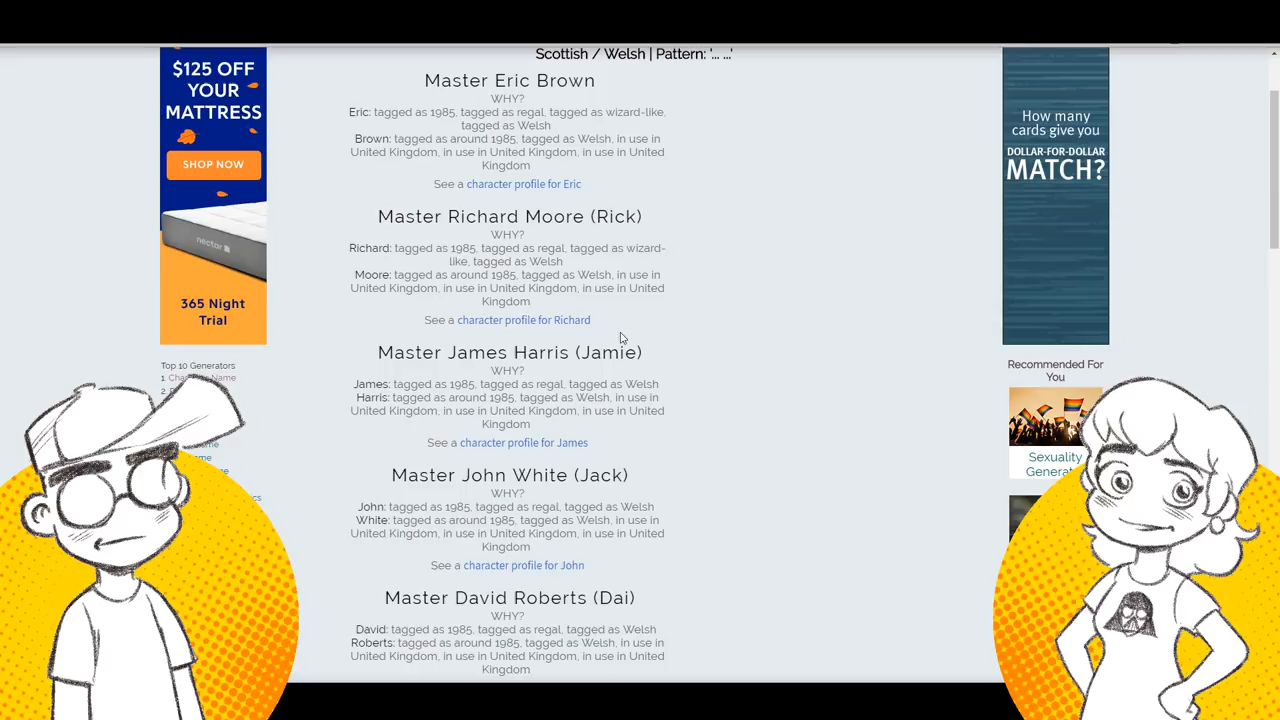 Scottish / Welsh | Pattern: '... ...'
$125 OFF
YOUR
MATTRESS
SHOP NOW
nectar
365 Night
Trial
Top 10 Generators
1.
2.
Master Eric Brown
WHY?
Eric: tagged as 1985, tagged as regal, tagged as wizard-like,
tagged as Welsh
Brown: tagged as around 1985, tagged as Welsh, in use in
United Kingdom, in use in United Kingdom, in use in United
Kingdom
See a character profile for Eric
Master Richard Moore (Rick)
WHY?
Richard: tagged as 1985, tagged as regal, tagged as wizard-
like, tagged as Welsh
Moore: tagged as around 1985, tagged as Welsh, in use in
United Kingdom, in use in United Kingdom, in use in United
Kingdom
See a character profile for Richard
Master James Harris (Jamie)
WHY?
James: tagged as 1985, tagged as regal, tagged as Welsh
Harris: tagged as around 1985, tagged as Welsh, in use in
United Kingdom, in use in United Kingdom, in use in United
Kingdom
See a character profile for James
Master John White (Jack)
WHY?
John: tagged as 1985, tagged as regal, tagged as Welsh
White: tagged as around 1985, tagged as Welsh, in use in
United Kingdom, in use in United Kingdom, in use in United
Kingdom
See a character profile for John
Master David Roberts (Dai)
WHY?
David: tagged as 1985, tagged as regal, tagged as Welsh
Roberts: tagged as around 1985, tagged as Welsh, in use in
United Kingdom, in use in United Kingdom, in use in United
Kingdom
How many
cards give you
DOLLAR-FOR-DOLLAR
MATCH?
Recommended For
You
Sexuality